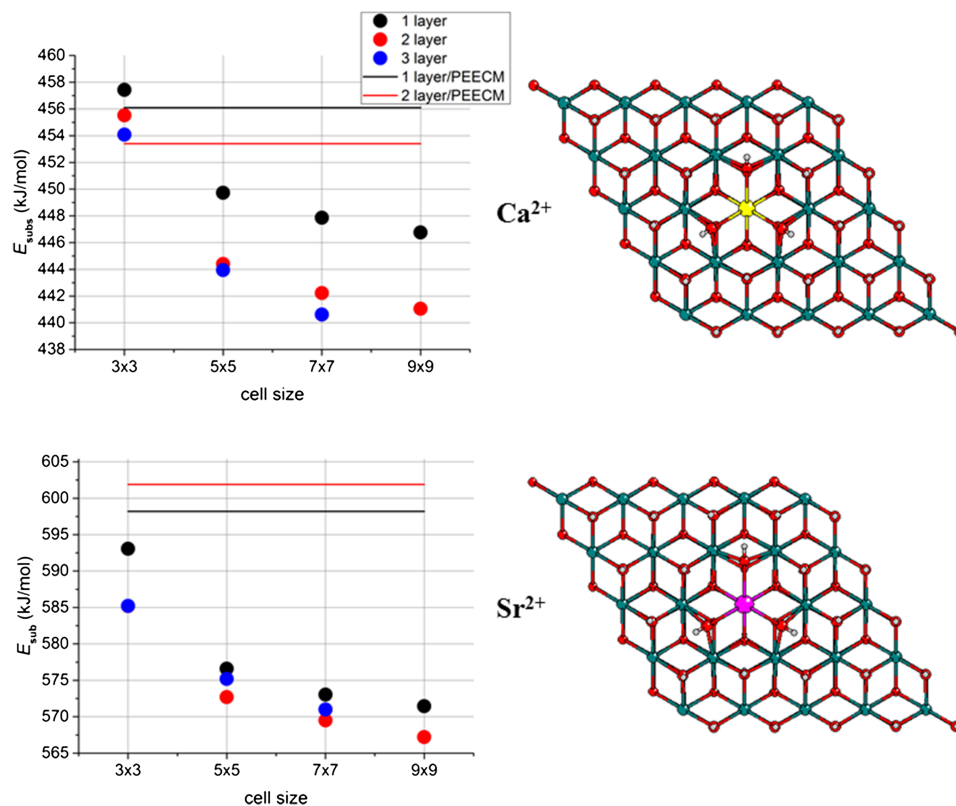 1 layer
2 layer
3 layer
1 layer/PEECM
2 layer/PEECM
460
458
456
454
452
450
448
446
444
442
440
438
E subs (kJ/mol)
3x3
5x5
7x7
9x9
cell size
Ca2+
605
600
595
590
585
580
575
570
565
E sub (kJ/mol)
3x3
5x5
7x7
9x9
cell size
Sr2+